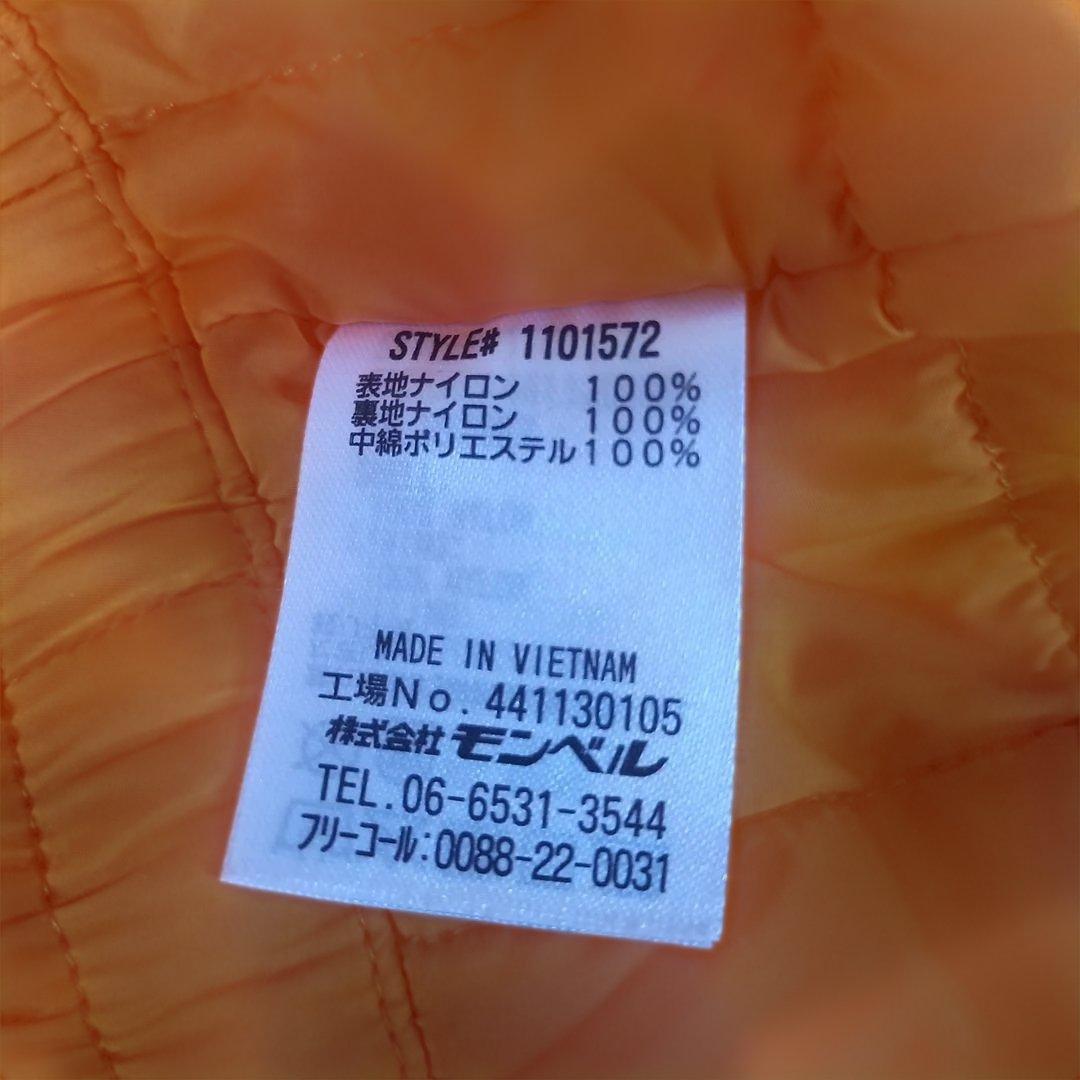 STYLE# 1101572
表地ナイロン 100%
裏地ナイロン 100%
中綿ポリエステル100%
MADE IN VIETNAM
工場No. 441130105
株式会社モンベル
TEL.06-6531-3544
フリーコール:0088-22-0031